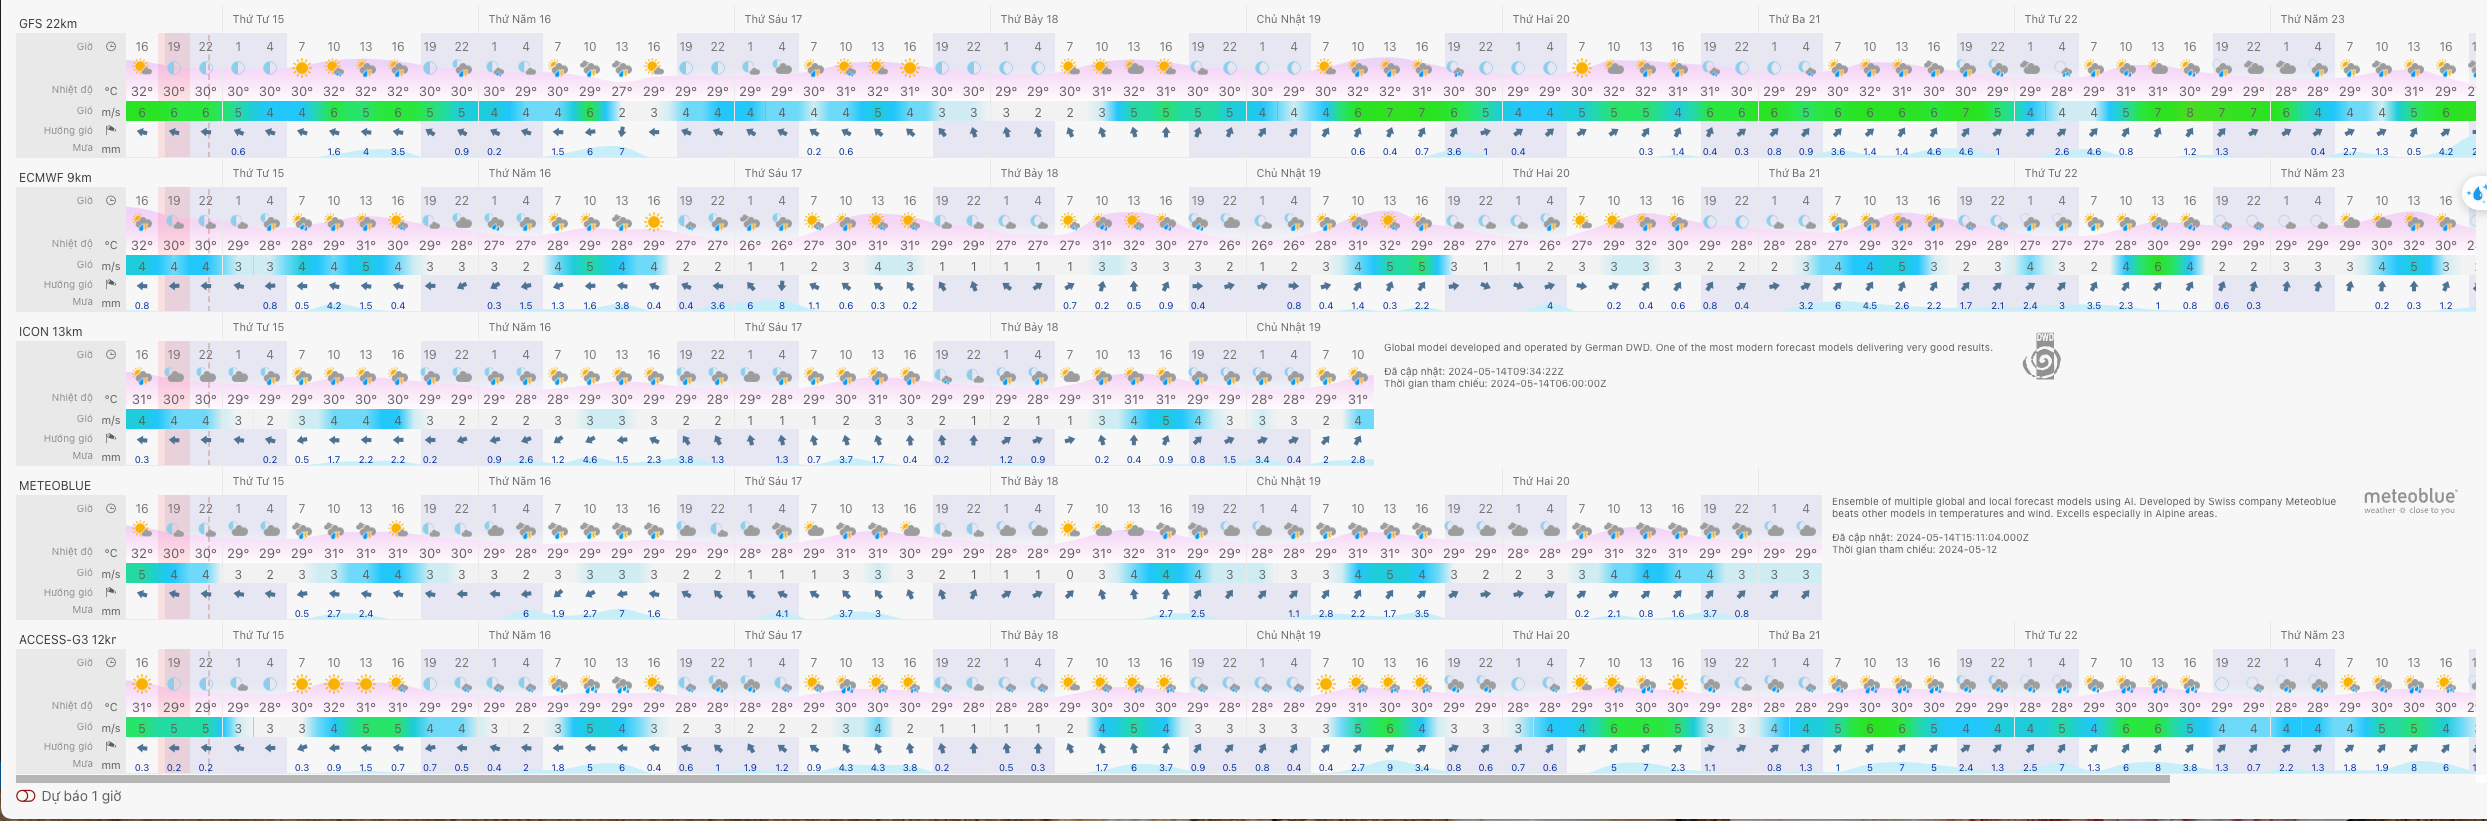 GFS 22km
Thứ Tư 15 Thứ Năm 16 Thứ Sáu 17 Thứ Bảy 18 Chủ Nhật 19 Thứ Hai 20 Thứ Ba 21 Thứ Tư 22 Thứ Năm 23
Giờ 16 19 22 1 4 7 10 13 16 19 22 1 4 7 10 13 16 19 22 1 4 7 10 13 16 19 22 1 4 7 10 13 16 19 22 1 4 7 10 13 16 19 22 1 4 7 10 13 16 19 22 1 4 7 10 13 16 19 22 1 4 7 10 13 16 19 22 1 4 7 10 13 16
Nhiệt độ °C 32° 30° 30° 30° 30° 30° 31° 32° 31° 30° 30° 30° 29° 29° 29° 27° 29° 29° 29° 29° 29° 30° 31° 31° 30° 30° 29° 29° 29° 30° 31° 32° 31° 30° 29° 29° 29° 30° 32° 32° 31° 30° 30° 29° 29° 30° 31° 31° 31° 30° 29° 29° 29° 30° 31° 31° 31° 30° 29° 29° 29° 29° 30° 31° 30° 29° 29° 29° 29° 29° 30° 31° 30°
Gió m/s 6 6 6 5 4 4 6 5 6 5 5 4 4 4 6 2 3 4 4 4 4 4 4 5 4 3 3 3 2 2 3 5 5 5 5 4 4 4 6 7 7 6 5 4 4 5 5 5 6 6 6 5 6 6 6 6 6 7 5 4 4 4 5 7 8 7 7 6 4 4 4 5 6
Hướng gió
Mưa mm 0.6 1.6 4 3.5 0.9 0.2 1.5 6 7 0.2 0.6 0.6 0.4 0.7 3.6 1 0.4 0.3 1.4 0.4 0.3 0.8 0.9 3.6 1.4 1.4 4.6 4.6 1 2.6 4.6 0.8 1.2 1.3 0.4 2.7 1.3 0.5 4.2
ECMWF 9km
Thứ Tư 15 Thứ Năm 16 Thứ Sáu 17 Thứ Bảy 18 Chủ Nhật 19 Thứ Hai 20 Thứ Ba 21 Thứ Tư 22 Thứ Năm 23
Giờ 16 19 22 1 4 7 10 13 16 19 22 1 4 7 10 13 16 19 22 1 4 7 10 13 16 19 22 1 4 7 10 13 16 19 22 1 4 7 10 13 16 19 22 1 4 7 10 13 16 19 22 1 4 7 10 13 16 19 22 1 4 7 10 13 16 19 22 1 4 7 10 13 16
Nhiệt độ °C 32° 30° 30° 29° 28° 28° 29° 31° 30° 29° 28° 27° 27° 28° 29° 28° 29° 27° 27° 26° 26° 27° 30° 31° 31° 29° 29° 27° 27° 27° 31° 32° 30° 27° 26° 26° 26° 28° 31° 32° 29° 28° 27° 27° 26° 27° 29° 32° 31° 29° 28° 28° 28° 27° 29° 31° 29° 29° 28° 27° 27° 27° 28° 30° 29° 29° 29° 28° 28° 29° 30° 32° 30°
Gió m/s 4 4 4 3 3 4 4 5 4 3 3 3 2 4 5 4 4 2 2 1 1 2 3 4 3 1 1 1 1 1 3 3 3 3 2 1 2 3 4 5 5 3 1 1 2 3 3 3 3 2 2 2 3 4 4 5 3 2 3 4 3 2 4 6 4 2 2 3 3 3 4 5 3
Hướng gió
Mưa mm 0.8 0.8 0.5 4.2 1.5 0.4 0.3 1.5 1.3 1.6 3.8 0.4 0.4 3.6 6 8 1.1 0.6 0.3 0.2 0.7 0.2 0.5 0.9 0.4 0.8 0.4 1.4 0.3 2.2 4 0.2 0.4 0.6 0.8 0.4 3.2 6 4.5 2.6 2.2 1.7 2.1 2.4 3 3.5 2.3 1 0.8 0.6 0.3 0.2 0.3 1.2
ICON 13km
Thứ Tư 15 Thứ Năm 16 Thứ Sáu 17 Thứ Bảy 18 Chủ Nhật 19
Giờ 16 19 22 1 4 7 10 13 16 19 22 1 4 7 10 13 16 19 22 1 4 7 10 13 16 19 22 1 4 7 10 13 16 19 22 1 4 7 10
Global model developed and operated by German DWD. One of the most modern forecast models delivering very good results.
Đã cập nhật: 2024-05-14T09:34:22Z
Thời gian tham chiếu: 2024-05-14T06:00:00Z
DWD
Nhiệt độ °C 31° 30° 30° 29° 29° 29° 30° 31° 30° 30° 29° 29° 29° 29° 30° 30° 30° 29° 29° 29° 28° 29° 30° 31° 30° 29° 29° 29° 28° 29° 31° 31° 31° 29° 29° 28° 28° 29° 31°
Gió m/s 4 4 4 3 2 3 4 4 4 3 2 2 2 3 3 3 2 2 2 1 1 1 2 3 3 2 1 2 1 1 3 4 5 4 3 3 3 2 4
Hướng gió
Mưa mm 0.3 0.2 0.5 1.7 2.2 2.2 0.2 0.9 2.6 1.2 4.6 1.5 2.3 3.8 1.3 1.3 0.7 3.7 1.7 0.4 0.2 1.2 0.9 0.2 0.4 0.9 0.8 1.5 3.4 0.4 2 2.8
METEOBLUE
Thứ Tư 15 Thứ Năm 16 Thứ Sáu 17 Thứ Bảy 18 Chủ Nhật 19 Thứ Hai 20
Giờ 16 19 22 1 4 7 10 13 16 19 22 1 4 7 10 13 16 19 22 1 4 7 10 13 16 19 22 1 4 7 10 13 16 19 22 1 4 7 10 13 16 19 22 1 4 7 10 13 16 19 22 1 4
Ensemble of multiple global and local forecast models using AI. Developed by Swiss company Meteoblue
beats other models in temperatures and wind. Excells especially in Alpine areas.
Đã cập nhật: 2024-05-14T15:11:04.000Z
Thời gian tham chiếu: 2024-05-12
meteoblue®
weather ☼ close to you
Nhiệt độ °C 32° 30° 30° 29° 29° 29° 31° 31° 31° 30° 30° 29° 29° 29° 30° 31° 30° 29° 29° 29° 28° 29° 30° 31° 30° 29° 29° 28° 28° 29° 31° 32° 31° 29° 29° 29° 28° 29° 31° 31° 30° 29° 29° 28° 28° 29° 31° 31° 31° 29° 29° 29° 29°
Gió m/s 5 4 4 3 2 3 3 4 4 3 3 3 2 3 3 3 3 2 2 1 1 1 3 3 3 2 1 1 1 0 3 4 4 4 3 3 3 3 4 5 4 3 2 2 3 3 4 4 4 4 3 3 3
Hướng gió
Mưa mm 0.5 2.7 2.4 6 1.9 2.7 7 1.6 4.1 3.7 3 2.7 2.5 1.1 2.8 2.2 1.7 3.5 0.2 2.1 0.8 1.6 3.7 0.8
ACCESS-G3 12kr
Thứ Tư 15 Thứ Năm 16 Thứ Sáu 17 Thứ Bảy 18 Chủ Nhật 19 Thứ Hai 20 Thứ Ba 21 Thứ Tư 22 Thứ Năm 23
Giờ 16 19 22 1 4 7 10 13 16 19 22 1 4 7 10 13 16 19 22 1 4 7 10 13 16 19 22 1 4 7 10 13 16 19 22 1 4 7 10 13 16 19 22 1 4 7 10 13 16 19 22 1 4 7 10 13 16 19 22 1 4 7 10 13 16 19 22 1 4 7 10 13 16
Nhiệt độ °C 31° 29° 29° 29° 28° 30° 32° 31° 30° 29° 29° 29° 29° 29° 29° 29° 30° 29° 29° 29° 28° 29° 30° 30° 30° 29° 29° 28° 28° 29° 30° 30° 30° 29° 29° 28° 28° 29° 30° 30° 30° 29° 29° 28° 29° 29° 30° 30° 30° 29° 29° 29° 29° 29° 30° 30° 30° 29° 29° 29° 29° 29° 30° 30° 30° 29° 29° 29° 29° 29° 30° 30° 30°
Gió m/s 5 5 5 3 3 3 4 5 5 4 4 3 2 3 5 4 3 2 3 2 2 2 3 4 2 1 1 1 1 2 4 5 4 3 3 3 3 3 5 6 4 3 3 3 4 4 6 6 5 3 3 4 4 5 6 6 5 4 4 4 5 4 6 6 5 4 4 4 4 4 5 5 4
Hướng gió
Mưa mm 0.3 0.2 0.2 0.3 0.9 1.5 0.7 0.7 0.5 0.4 2 1.8 5 6 0.4 0.6 1 1.9 1.2 0.9 4.3 4.3 3.8 0.2 0.5 0.3 1.7 6 3.7 0.9 0.5 0.8 0.4 0.4 2.7 9 3.4 0.8 0.6 0.7 0.6 5 7 2.3 1.1 0.8 1.3 1 5 7 5 2.4 1.3 2.5 7 1.3 6 8 3.8 1.3 0.7 2.2 1.3 1.8 1.9 8 6
Dự báo 1 giờ